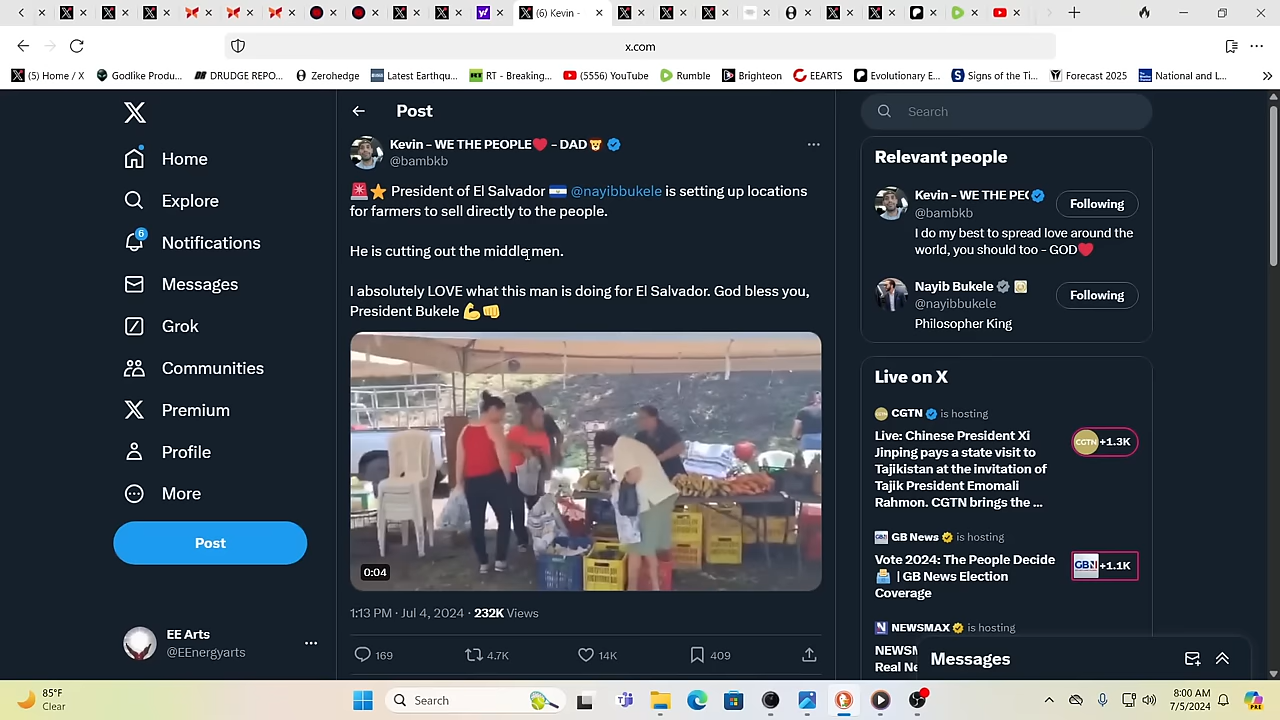 (6) Kevin -
x.com
(5) Home / X
Godlike Produ...
DRUDGE REPO...
Zerohedge
Latest Earthqu...
RT - Breaking...
(5556) YouTube
Rumble
Brighteon
EEARTS
Evolutionary E...
Signs of the Ti...
Forecast 2025
National and L...
Home
Explore
6
Notifications
Messages
Grok
Communities
Premium
Profile
More
Post
EE Arts
@EEnergyarts
Post
Kevin - WE THE PEOPLE❤️ - DAD
@bambkb
🚨⭐ President of El Salvador 🇸🇻 @nayibbukele is setting up locations
for farmers to sell directly to the people.
He is cutting out the middle men.
I absolutely LOVE what this man is doing for El Salvador. God bless you,
President Bukele 💪👊
0:04
1:13 PM · Jul 4, 2024 · 232K Views
169
4.7K
14K
409
Search
Relevant people
Kevin - WE THE PE
@bambkb
Following
I do my best to spread love around the
world, you should too - GOD❤️
Nayib Bukele
@nayibbukele
Following
Philosopher King
Live on X
CGTN is hosting
Live: Chinese President Xi
Jinping pays a state visit to
Tajikistan at the invitation of
Tajik President Emomali
Rahmon. CGTN brings the ...
CGTN +1.3K
GB News is hosting
Vote 2024: The People Decide
🗳️ | GB News Election
Coverage
GBN +1.1K
NEWSMAX is hosting
NEWSM
Real Ne
Messages
85°F
Clear
Search
8:00 AM
7/5/2024